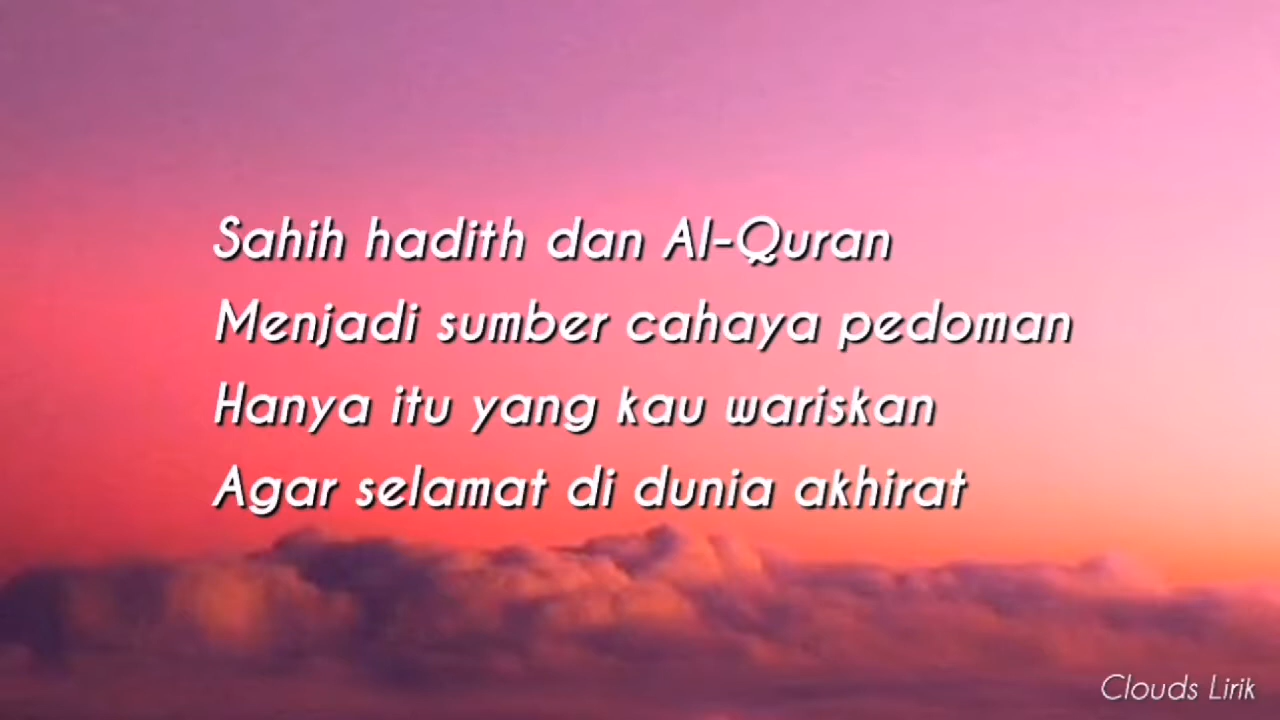 Sahih hadith dan Al-Quran
Menjadi sumber cahaya pedoman
Hanya itu yang kau wariskan
Agar selamat di dunia akhirat
Clouds Lirik